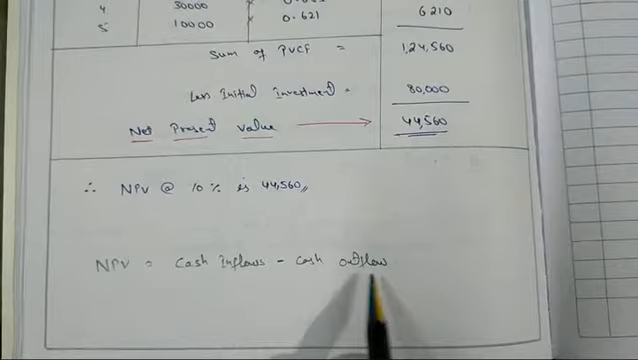 4 30000 x
5 10000 x 0.621 6210
Sum of PVCF = 1,24,560
Less Initial Investment = 80,000
Net Present Value → 44,560
∴ NPV @ 10% is 44,560,,
NPV = Cash Inflows - Cash outflow